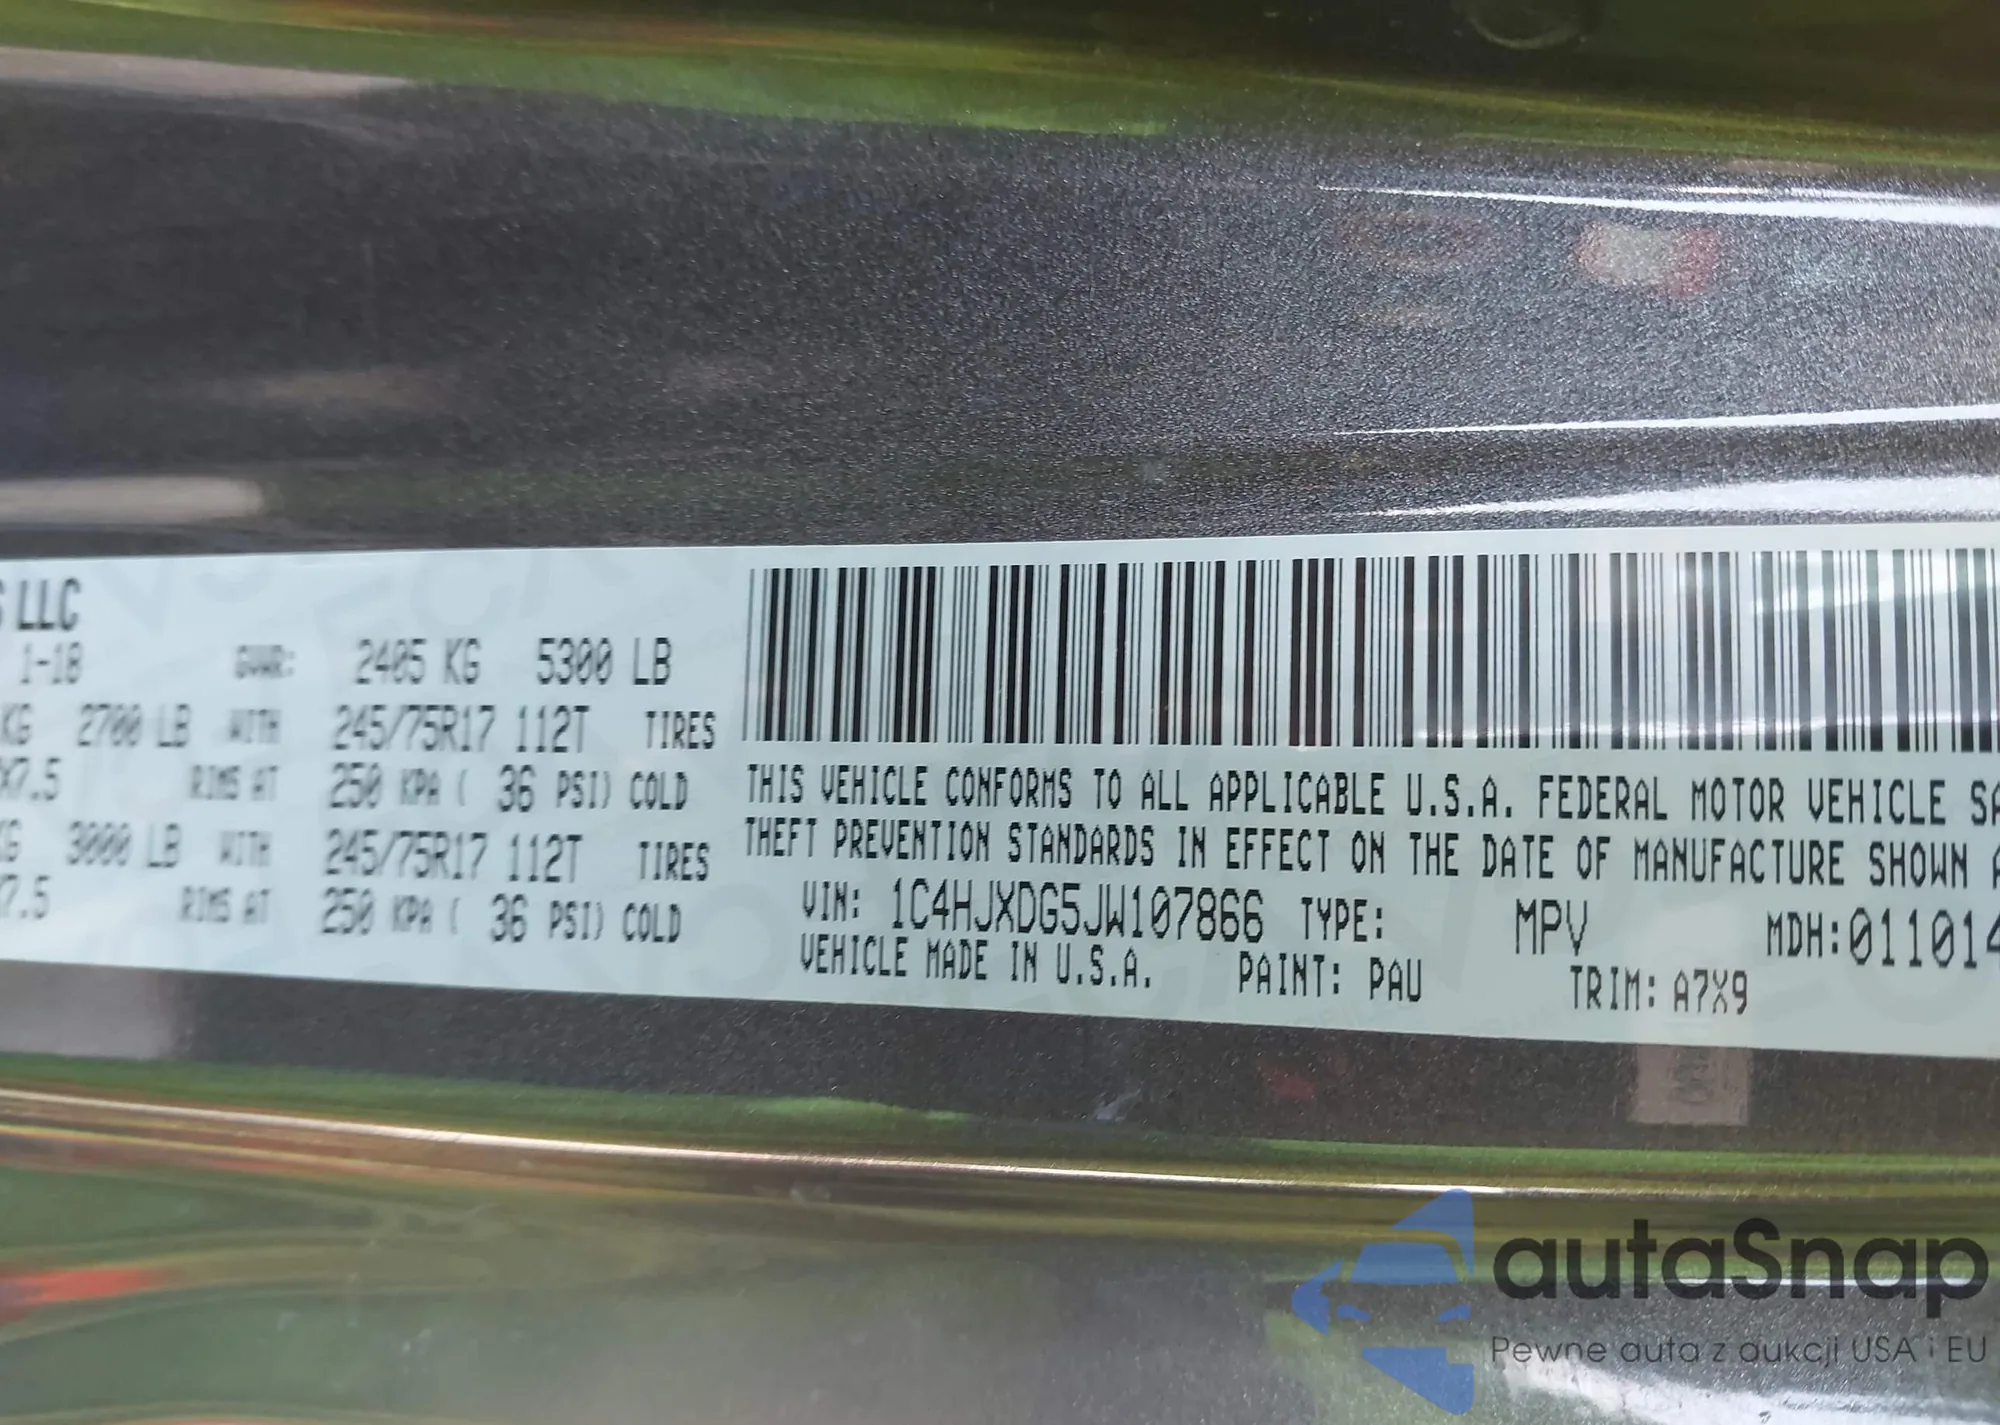 S LLC
1-18 GVWR: 2405 KG 5300 LB
KG 2700 LB WITH 245/75R17 112T TIRES
X7.5 RIMS AT 250 KPA ( 36 PSI) COLD
KG 3000 LB WITH 245/75R17 112T TIRES
X7.5 RIMS AT 250 KPA ( 36 PSI) COLD
THIS VEHICLE CONFORMS TO ALL APPLICABLE U.S.A. FEDERAL MOTOR VEHICLE SA
THEFT PREVENTION STANDARDS IN EFFECT ON THE DATE OF MANUFACTURE SHOWN A
VIN: 1C4HJXDG5JW107866 TYPE: MPV MDH:011014
VEHICLE MADE IN U.S.A. PAINT: PAU TRIM: A7X9
autaSnap
Pewne auta z aukcji USA i EU